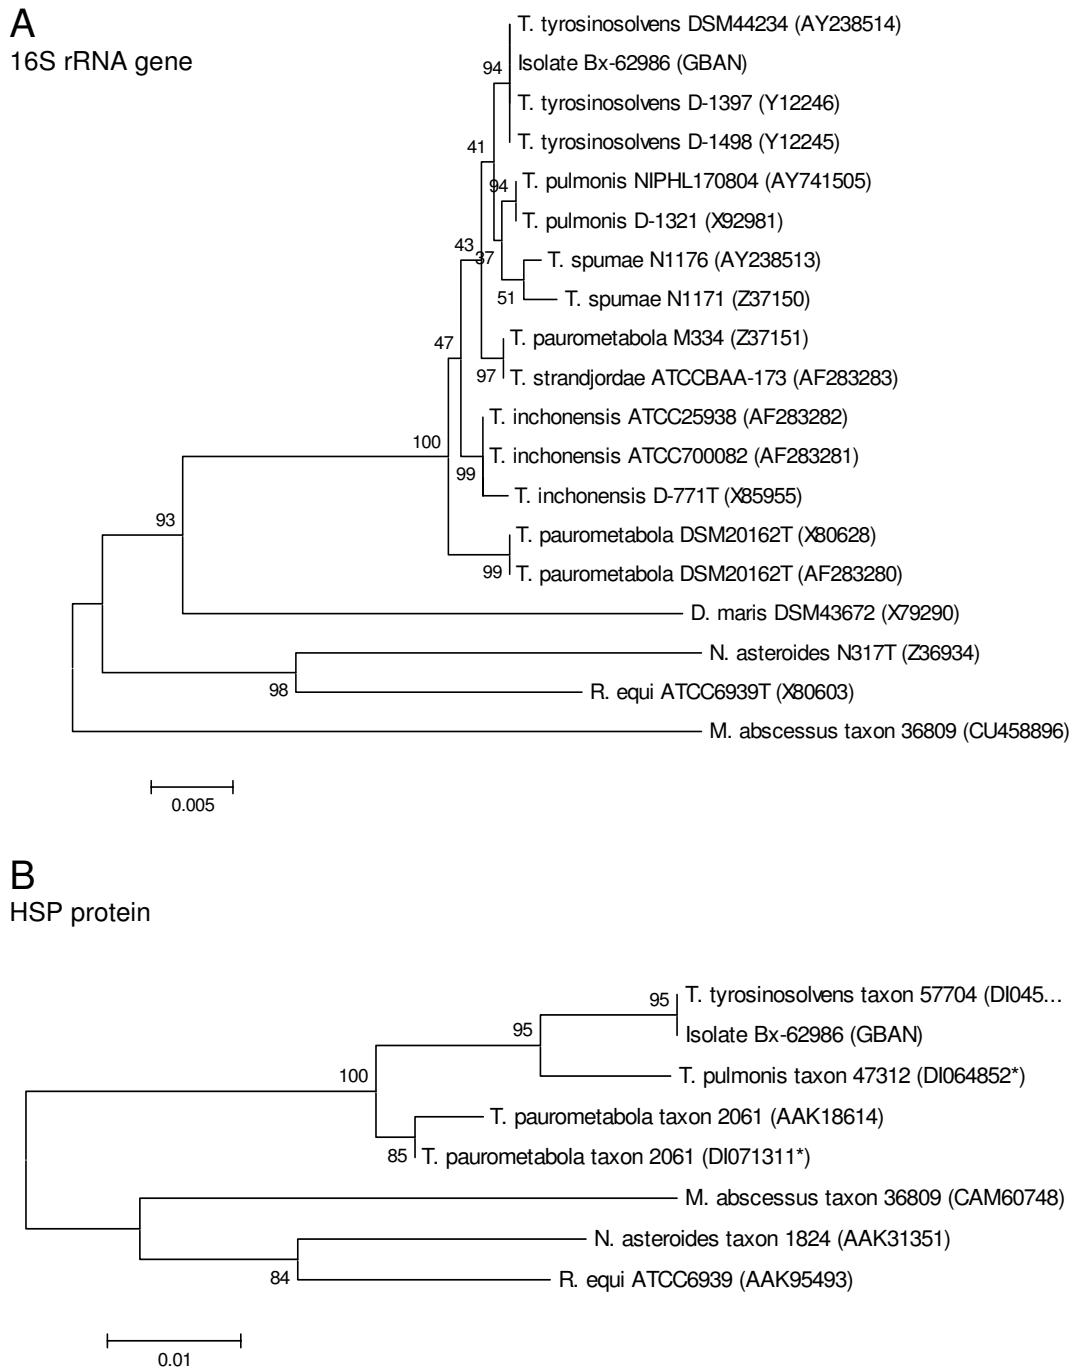 A
16S rRNA gene
T. tyrosinosolvens DSM44234 (AY238514)
94
Isolate Bx-62986 (GBAN)
T. tyrosinosolvens D-1397 (Y12246)
T. tyrosinosolvens D-1498 (Y12245)
41
94
T. pulmonis NIPHL170804 (AY741505)
T. pulmonis D-1321 (X92981)
43
37
T. spumae N1176 (AY238513)
51
T. spumae N1171 (Z37150)
47
T. paurometabola M334 (Z37151)
97
T. strandjordae ATCCBAA-173 (AF283283)
T. inchonensis ATCC25938 (AF283282)
100
T. inchonensis ATCC700082 (AF283281)
99
T. inchonensis D-771T (X85955)
93
T. paurometabola DSM20162T (X80628)
99
T. paurometabola DSM20162T (AF283280)
D. maris DSM43672 (X79290)
N. asteroides N317T (Z36934)
98
R. equi ATCC6939T (X80603)
M. abscessus taxon 36809 (CU458896)
0.005
B
HSP protein
95
T. tyrosinosolvens taxon 57704 (DI045...
95
Isolate Bx-62986 (GBAN)
100
T. pulmonis taxon 47312 (DI064852*)
T. paurometabola taxon 2061 (AAK18614)
85
T. paurometabola taxon 2061 (DI071311*)
M. abscessus taxon 36809 (CAM60748)
N. asteroides taxon 1824 (AAK31351)
84
R. equi ATCC6939 (AAK95493)
0.01